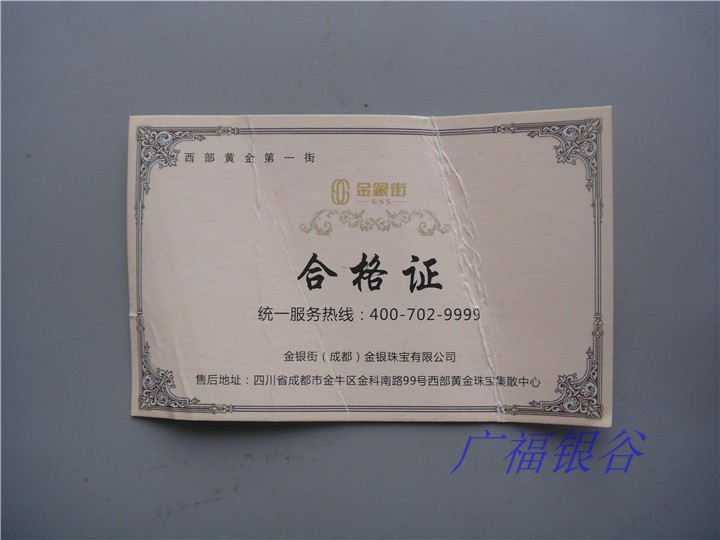 西部黄金第一街
金銀街
GSS
合格证
统一服务热线：400-702-9999
金银街（成都）金银珠宝有限公司
售后地址：四川省成都市金牛区金科南路99号西部黄金珠宝集散中心
广福银谷